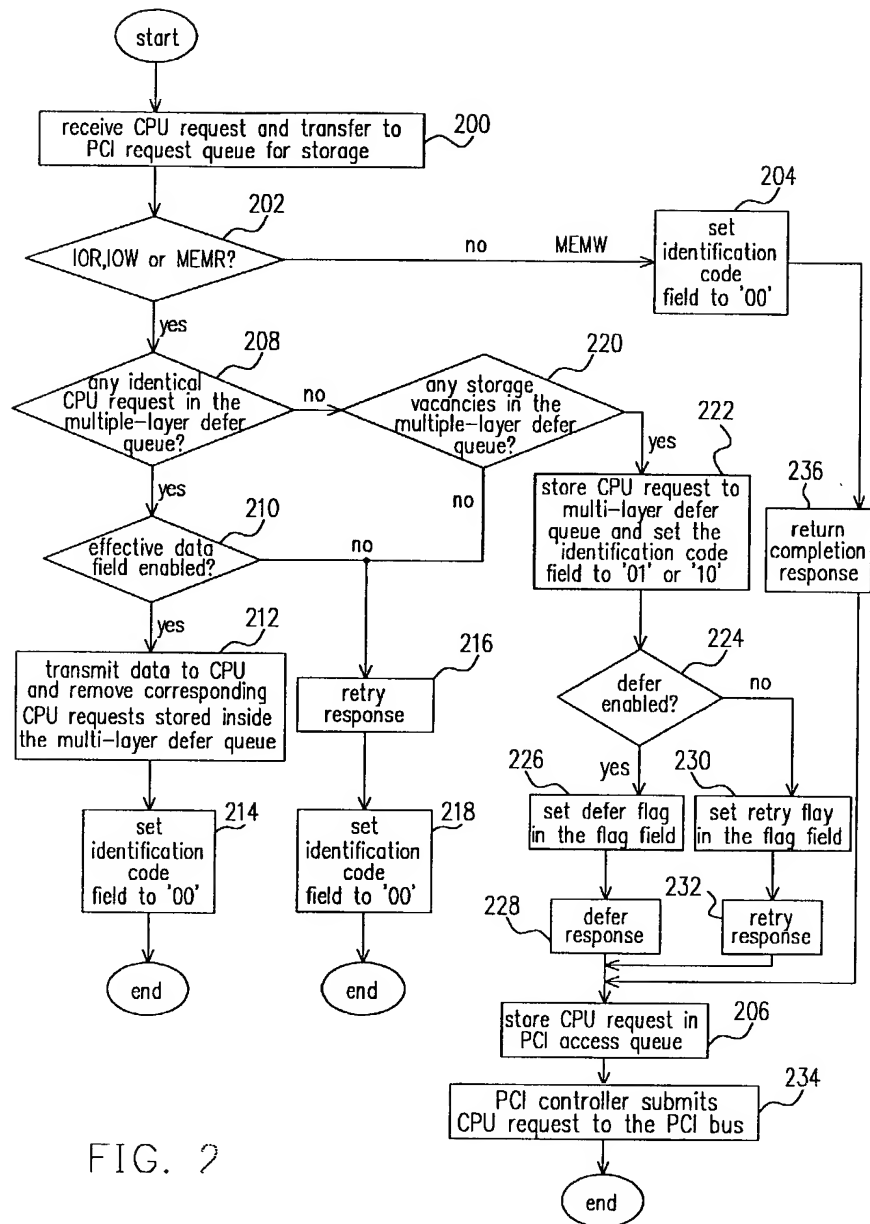 start
receive CPU request and transfer to
PCI request queue for storage
200
202
IOR,IOW or MEMR?
no
MEMW
204
set
identification
code
field to '00'
yes
208
any identical
CPU request in the
multiple-layer defer
queue?
no
220
any storage
vacancies in the
multiple-layer defer
queue?
yes
222
store CPU request to
multi-layer defer
queue and set the
identification code
field to '01' or '10'
236
return
completion
response
yes
no
210
effective data
field enabled?
no
yes
212
transmit data to CPU
and remove corresponding
CPU requests stored inside
the multi-layer defer queue
216
retry
response
224
defer
enabled?
no
yes
226
set defer flag
in the flag field
230
set retry flay
in the flag field
214
set
identification
code
field to '00'
218
set
identification
code
field to '00'
228
defer
response
232
retry
response
end
end
store CPU request in
PCI access queue
206
PCI controller submits
CPU request to the PCI bus
234
end
FIG. 2